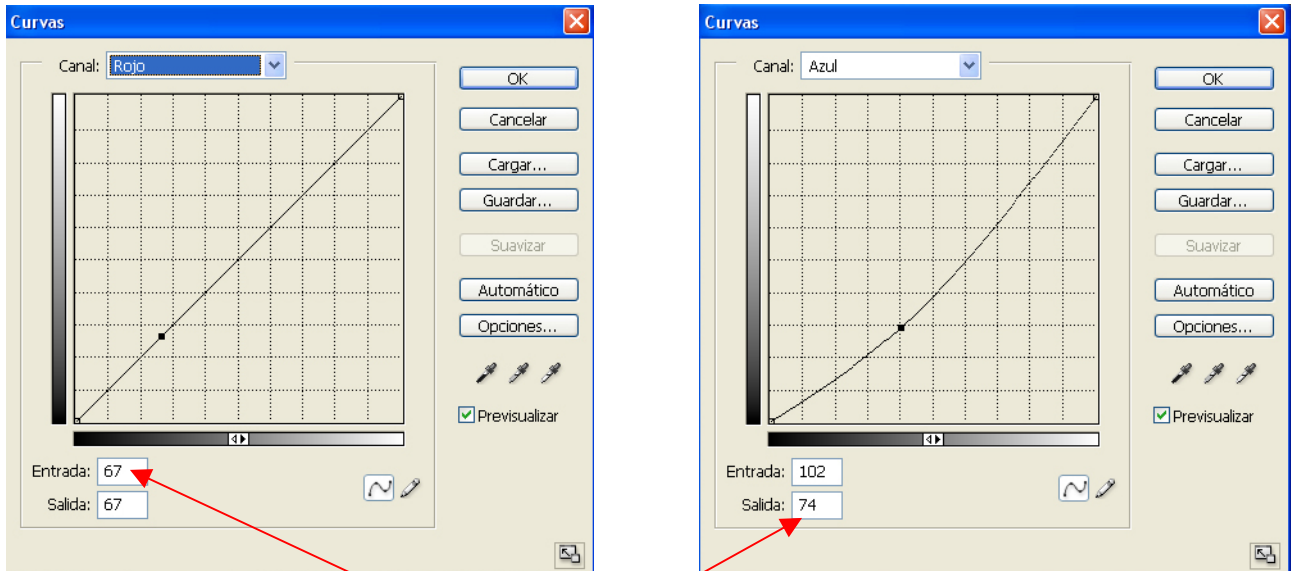 Curvas
Canal: Rojo
OK
Cancelar
Cargar...
Guardar...
Suavizar
Automático
Opciones...
Previsualizar
Entrada: 67
Salida: 67
Curvas
Canal: Azul
OK
Cancelar
Cargar...
Guardar...
Suavizar
Automático
Opciones...
Previsualizar
Entrada: 102
Salida: 74